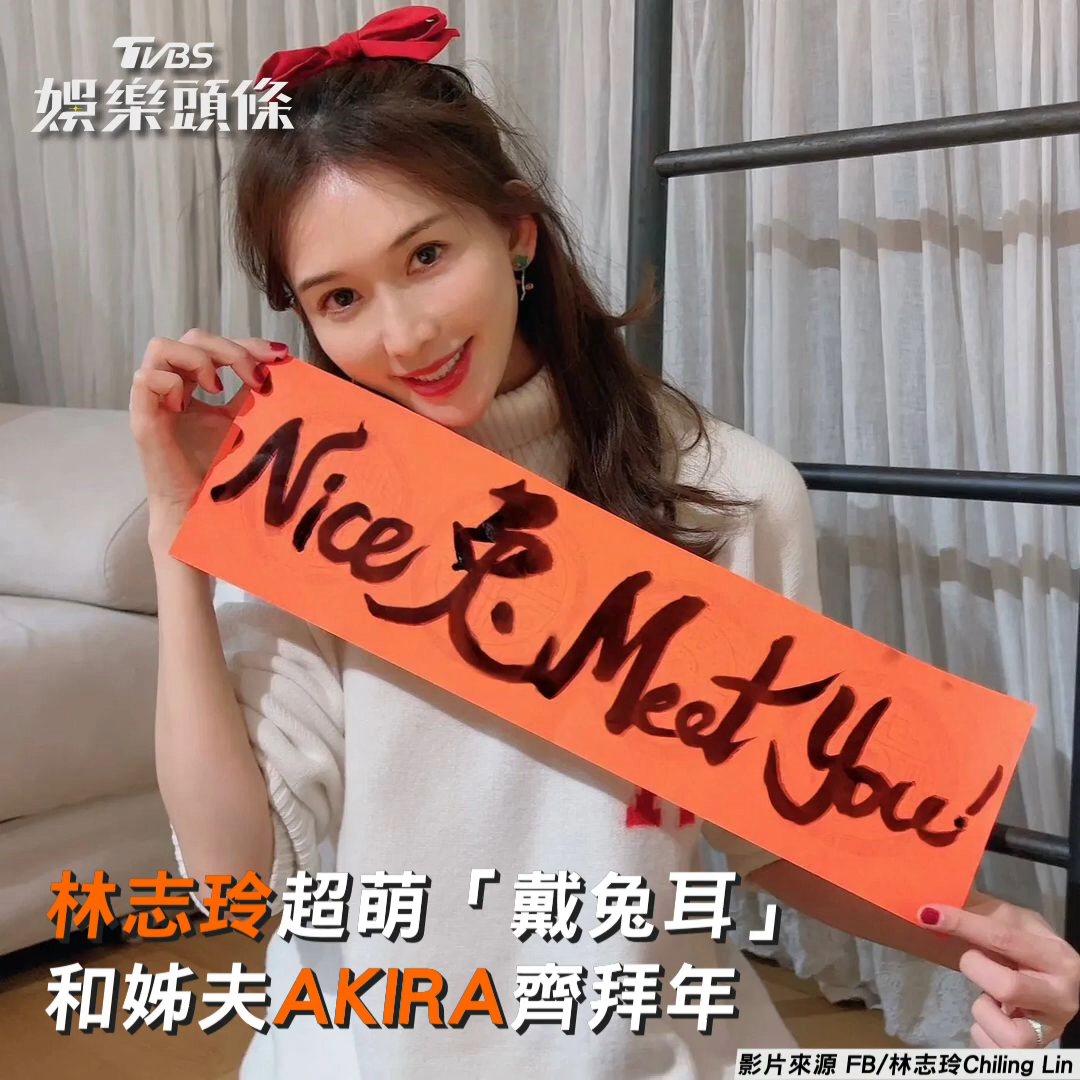 TVBS
娛樂頭條
Nice 兔 Meet You!
林志玲超萌「戴兔耳」
和姊夫AKIRA齊拜年
影片來源 FB/林志玲Chiling Lin